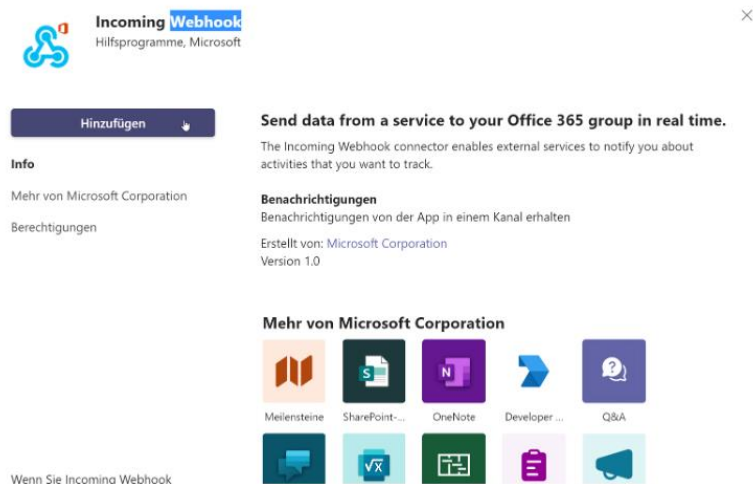 Incoming Webhook
Hilfsprogramme, Microsoft
Hinzufügen
Info
Mehr von Microsoft Corporation
Berechtigungen
Send data from a service to your Office 365 group in real time.
The Incoming Webhook connector enables external services to notify you about
activities that you want to track.
Benachrichtigungen
Benachrichtigungen von der App in einem Kanal erhalten
Erstellt von: Microsoft Corporation
Version 1.0
Mehr von Microsoft Corporation
S
N
Meilensteine
SharePoint-...
OneNote
Developer ...
Q&A
√x
Wenn Sie Incoming Webhook